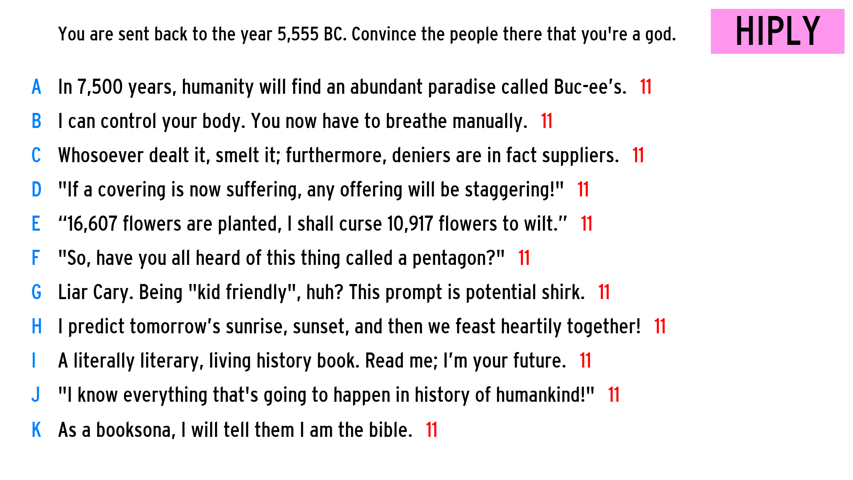 You are sent back to the year 5,555 BC. Convince the people there that you're a god.
HIPLY
A In 7,500 years, humanity will find an abundant paradise called Buc-ee’s. 11
B I can control your body. You now have to breathe manually. 11
C Whosoever dealt it, smelt it; furthermore, deniers are in fact suppliers. 11
D "If a covering is now suffering, any offering will be staggering!" 11
E “16,607 flowers are planted, I shall curse 10,917 flowers to wilt.” 11
F "So, have you all heard of this thing called a pentagon?" 11
G Liar Cary. Being "kid friendly", huh? This prompt is potential shirk. 11
H I predict tomorrow’s sunrise, sunset, and then we feast heartily together! 11
I A literally literary, living history book. Read me; I’m your future. 11
J "I know everything that's going to happen in history of humankind!" 11
K As a booksona, I will tell them I am the bible. 11